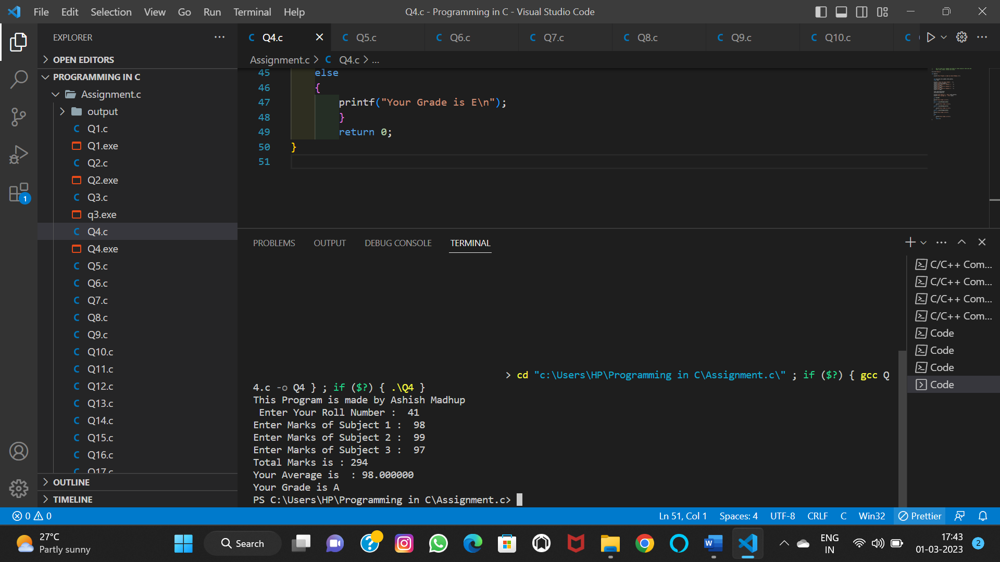 File Edit Selection View Go Run Terminal Help
Q4.c - Programming in C - Visual Studio Code
EXPLORER
OPEN EDITORS
PROGRAMMING IN C
Assignment.c
output
Q1.c
Q1.exe
Q2.c
Q2.exe
Q3.c
q3.exe
Q4.c
Q4.exe
Q5.c
Q6.c
Q7.c
Q8.c
Q9.c
Q10.c
Q11.c
Q12.c
Q13.c
Q14.c
Q15.c
Q16.c
Q17.c
OUTLINE
TIMELINE
Q4.c Q5.c Q6.c Q7.c Q8.c Q9.c Q10.c
Assignment.c > Q4.c > ...
45 else
46 {
47 printf("Your Grade is E\n");
48 }
49 return 0;
50 }
51
PROBLEMS OUTPUT DEBUG CONSOLE TERMINAL
> cd "c:\Users\HP\Programming in C\Assignment.c\" ; if ($?) { gcc Q
4.c -o Q4 } ; if ($?) { .\Q4 }
This Program is made by Ashish Madhup
Enter Your Roll Number : 41
Enter Marks of Subject 1 : 98
Enter Marks of Subject 2 : 99
Enter Marks of Subject 3 : 97
Total Marks is : 294
Your Average is : 98.000000
Your Grade is A
PS C:\Users\HP\Programming in C\Assignment.c>
C/C++ Com...
C/C++ Com...
C/C++ Com...
C/C++ Com...
Code
Code
Code
Code
1
0 0
Ln 51, Col 1 Spaces: 4 UTF-8 CRLF C Win32 Prettier
27°C
Partly sunny
Search
ENG
IN
17:43
01-03-2023
2